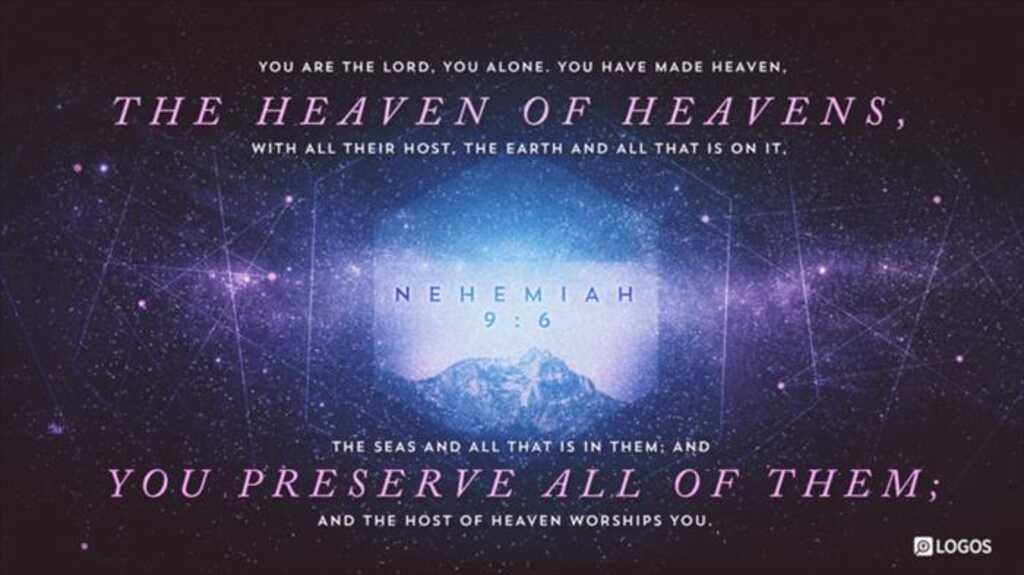 YOU ARE THE LORD, YOU ALONE. YOU HAVE MADE HEAVEN,
THE HEAVEN OF HEAVENS,
WITH ALL THEIR HOST, THE EARTH AND ALL THAT IS ON IT,
NEHEMIAH
9:6
THE SEAS AND ALL THAT IS IN THEM; AND
YOU PRESERVE ALL OF THEM;
AND THE HOST OF HEAVEN WORSHIPS YOU.
LOGOS